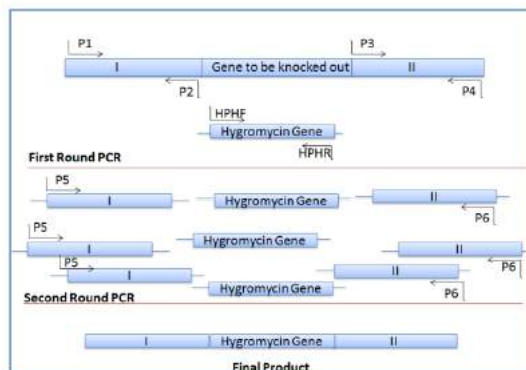 P1 P3
I Gene to be knocked out II
P2 P4
HPHF
Hygromycin Gene
HPHR
First Round PCR
P5
I Hygromycin Gene II
P6
P5
I Hygromycin Gene II
P5 P6
I Hygromycin Gene II
P6
Second Round PCR
I Hygromycin Gene II
Final Product